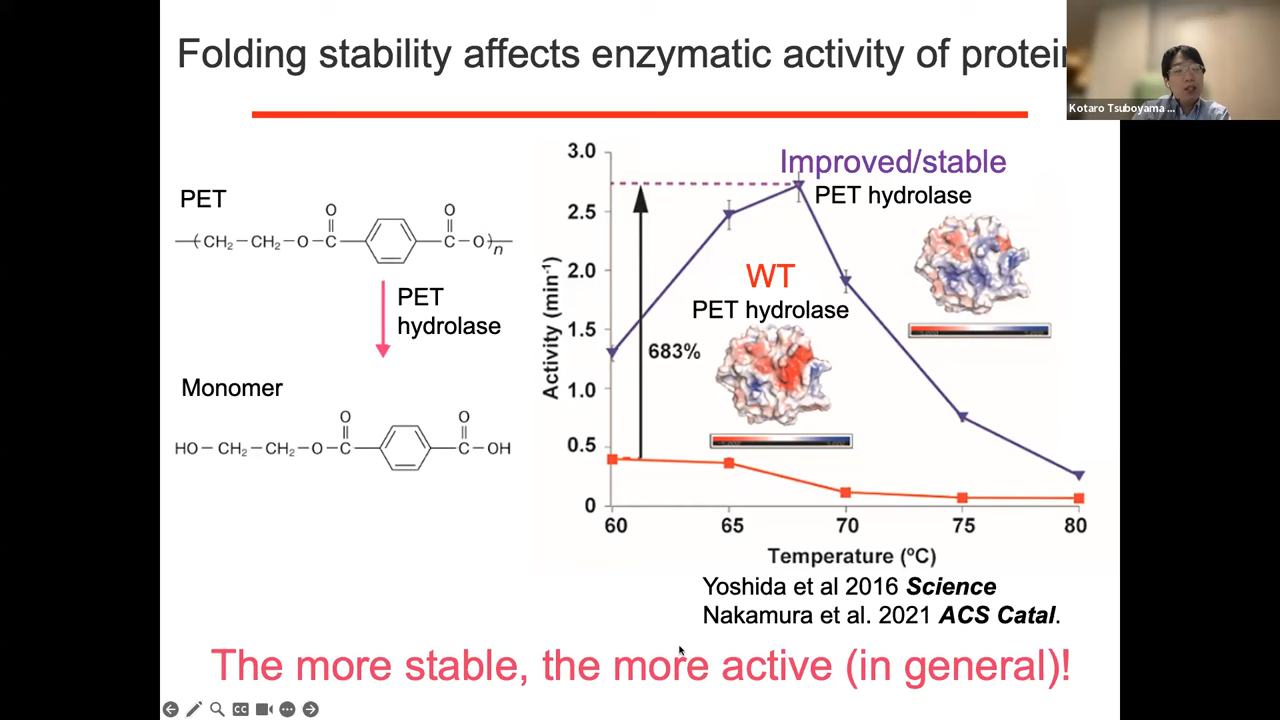 Folding stability affects enzymatic activity of protein
Kotaro Tsuboyama ...
PET
O O
CH₂−CH₂−O−C C−O n
PET
hydrolase
Monomer
O O
HO−CH₂−CH₂−O−C C−OH
Activity (min⁻¹)
3.0
2.5
2.0
1.5
1.0
0.5
0
Improved/stable
PET hydrolase
WT
PET hydrolase
683%
60 65 70 75 80
Temperature (ºC)
Yoshida et al 2016 Science
Nakamura et al. 2021 ACS Catal.
The more stable, the more active (in general)!
CC